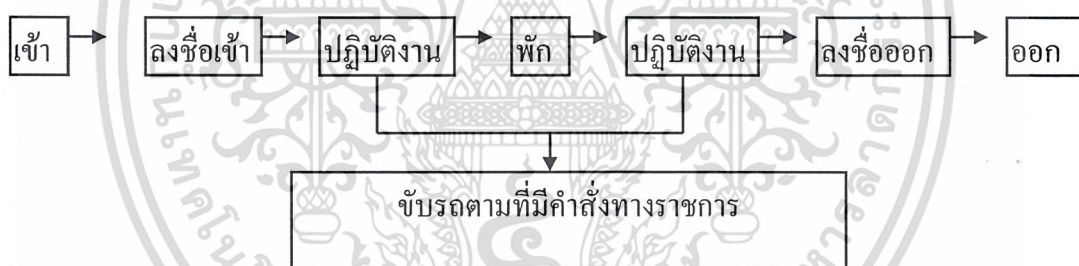 เข้า ลงชื่อเข้า ปฏิบัติงาน พัก ปฏิบัติงาน ลงชื่อออก ออก
ขับรถตามที่มีคำสั่งทางราชการ